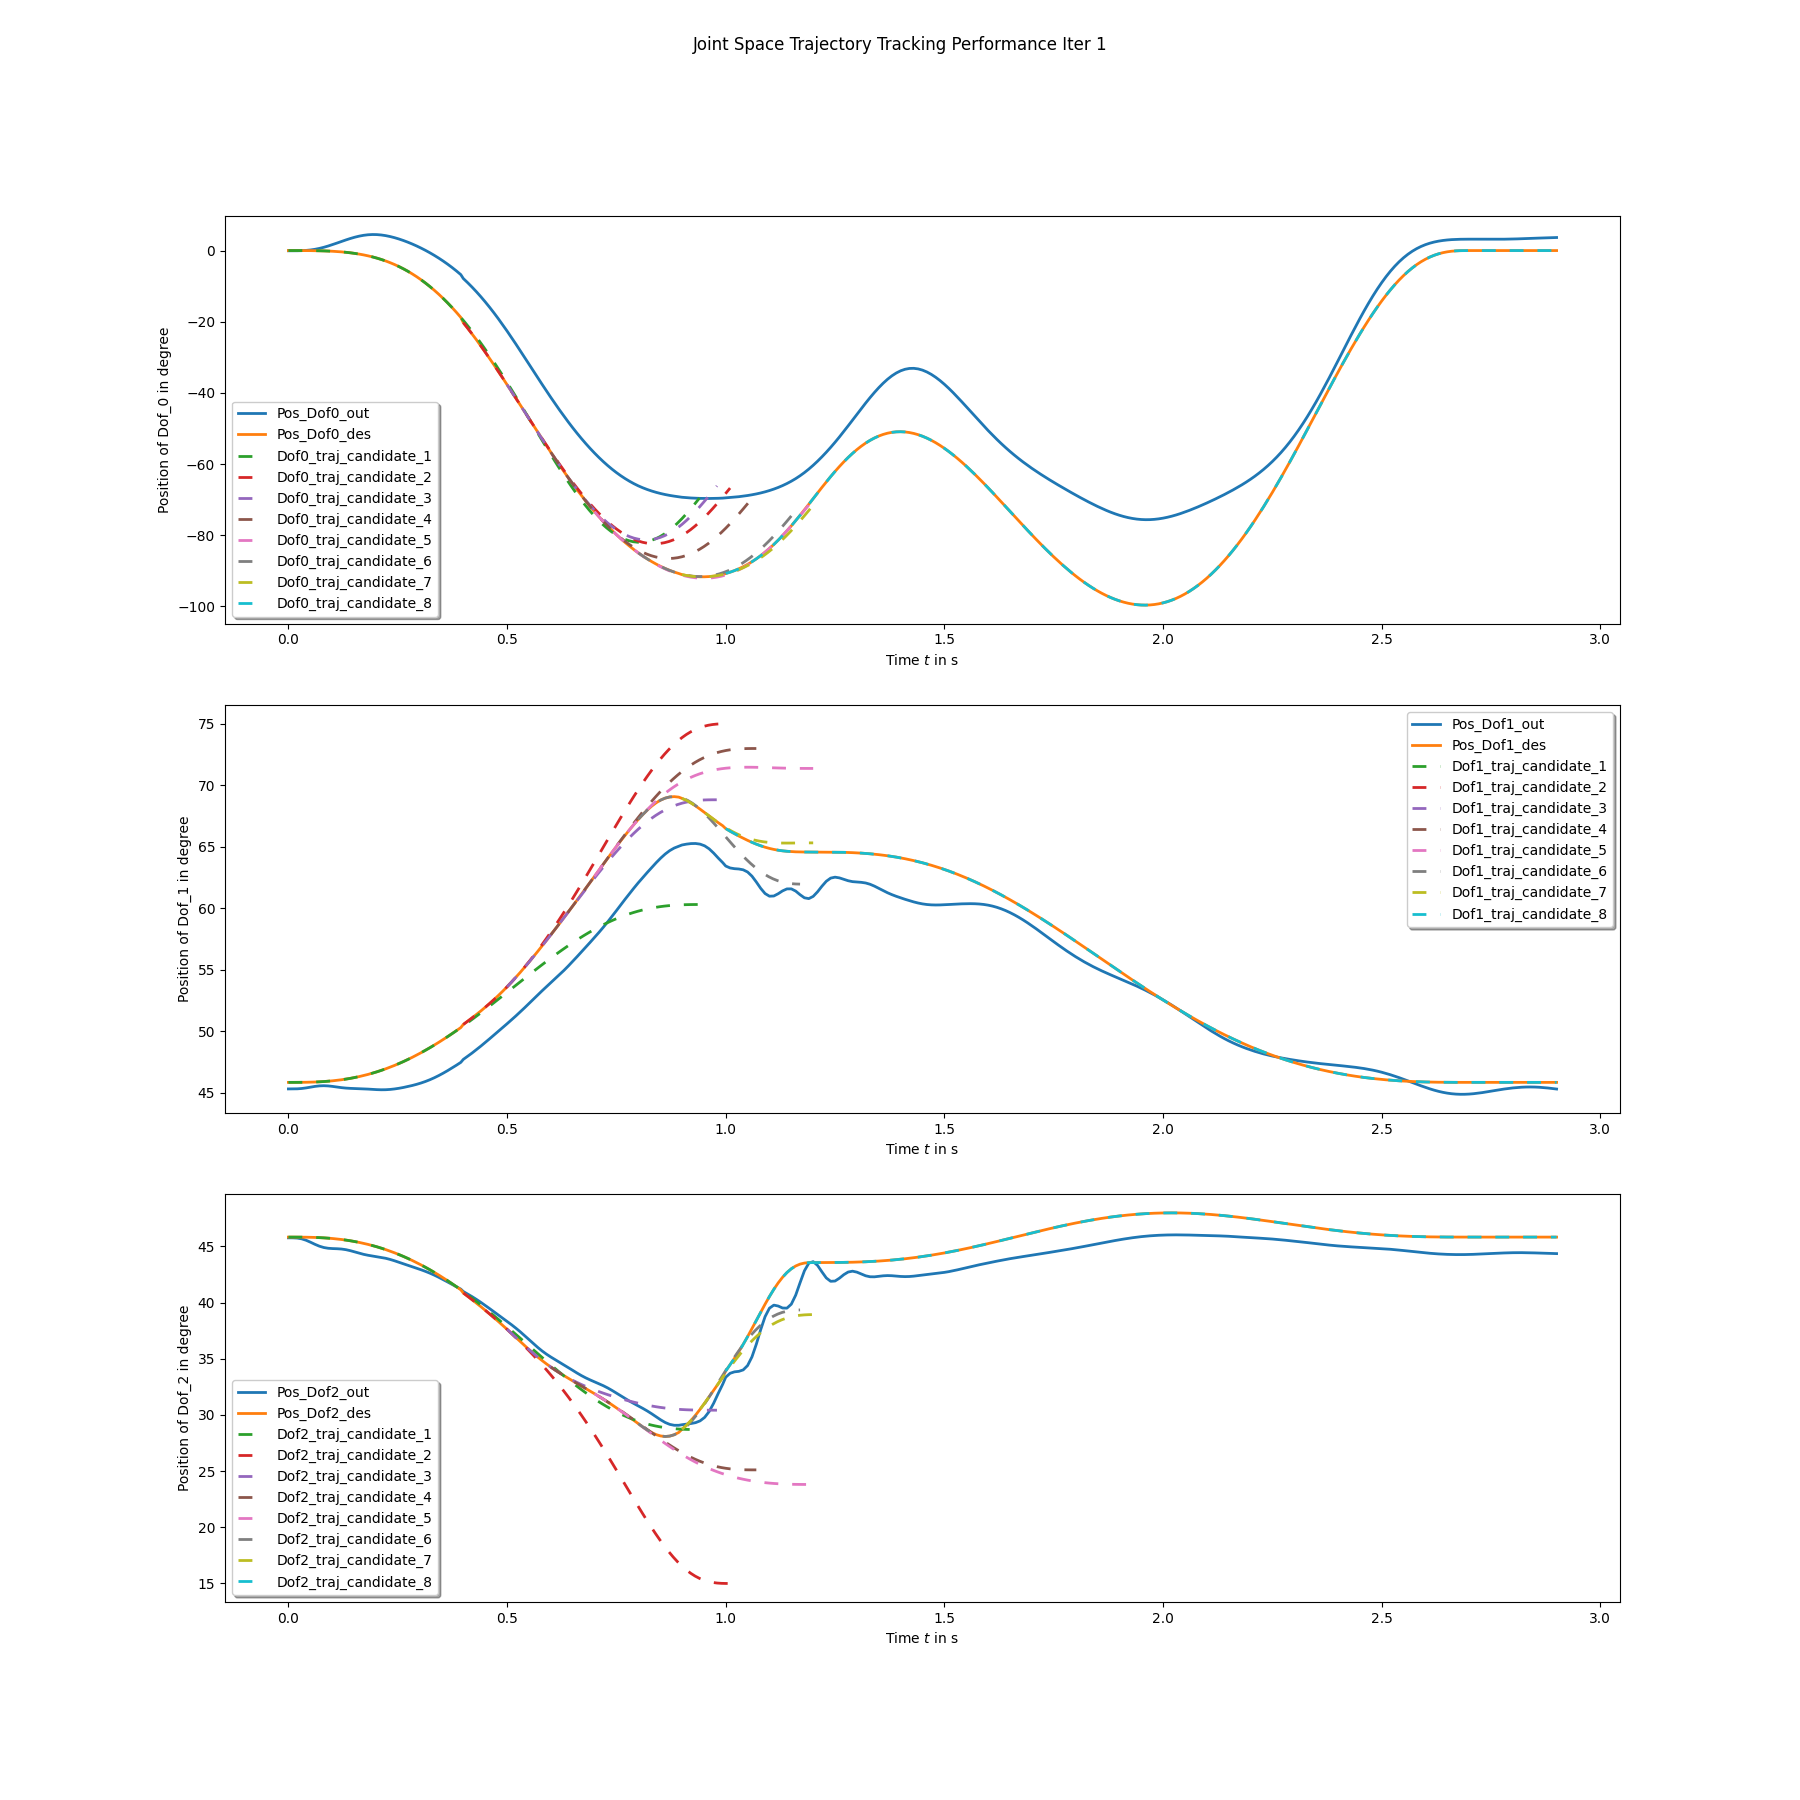 Joint Space Trajectory Tracking Performance Iter 1
Position of Dof_0 in degree
0
−20
−40
−60
−80
−100
Pos_Dof0_out
Pos_Dof0_des
Dof0_traj_candidate_1
Dof0_traj_candidate_2
Dof0_traj_candidate_3
Dof0_traj_candidate_4
Dof0_traj_candidate_5
Dof0_traj_candidate_6
Dof0_traj_candidate_7
Dof0_traj_candidate_8
0.0 0.5 1.0 1.5 2.0 2.5 3.0
Time t in s
Position of Dof_1 in degree
75
70
65
60
55
50
45
Pos_Dof1_out
Pos_Dof1_des
Dof1_traj_candidate_1
Dof1_traj_candidate_2
Dof1_traj_candidate_3
Dof1_traj_candidate_4
Dof1_traj_candidate_5
Dof1_traj_candidate_6
Dof1_traj_candidate_7
Dof1_traj_candidate_8
0.0 0.5 1.0 1.5 2.0 2.5 3.0
Time t in s
Position of Dof_2 in degree
45
40
35
30
25
20
15
Pos_Dof2_out
Pos_Dof2_des
Dof2_traj_candidate_1
Dof2_traj_candidate_2
Dof2_traj_candidate_3
Dof2_traj_candidate_4
Dof2_traj_candidate_5
Dof2_traj_candidate_6
Dof2_traj_candidate_7
Dof2_traj_candidate_8
0.0 0.5 1.0 1.5 2.0 2.5 3.0
Time t in s